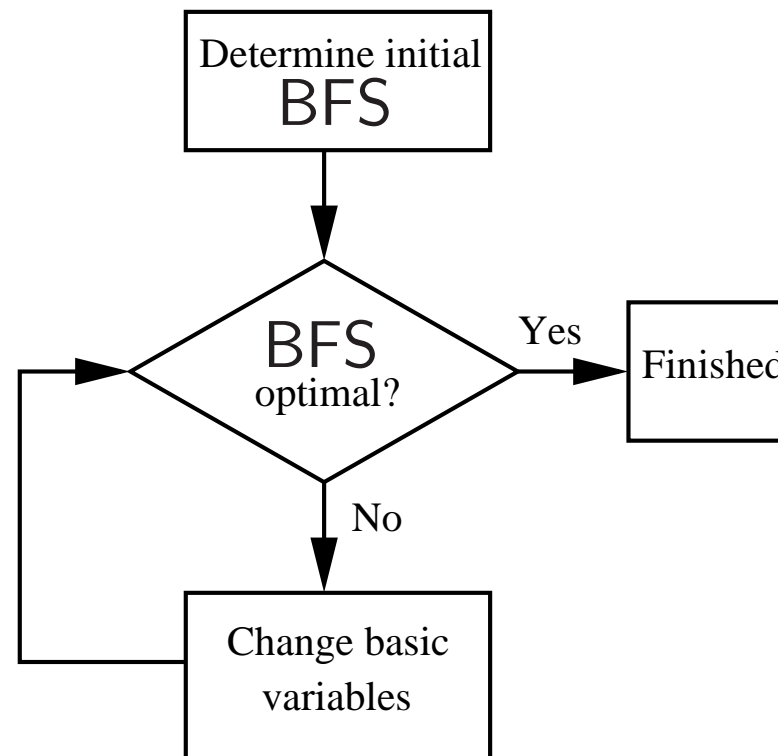 Determine initial
BFS
BFS
optimal?
Yes
Finished
No
Change basic
variables